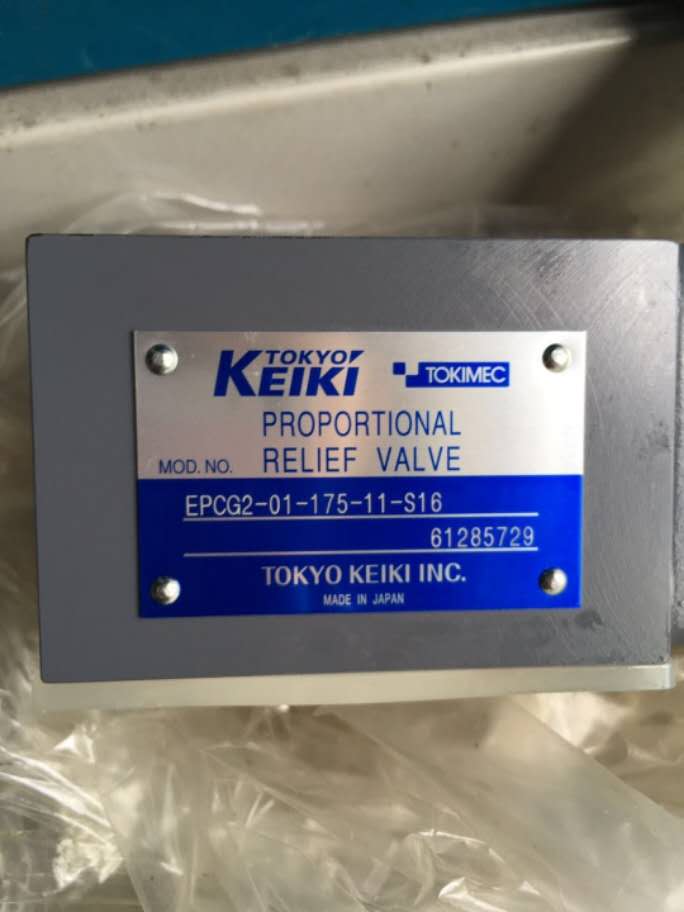 TOKYO
KEIKI
TOKIMEC
PROPORTIONAL
MOD. NO. RELIEF VALVE
EPCG2-01-175-11-S16
61285729
TOKYO KEIKI INC.
MADE IN JAPAN